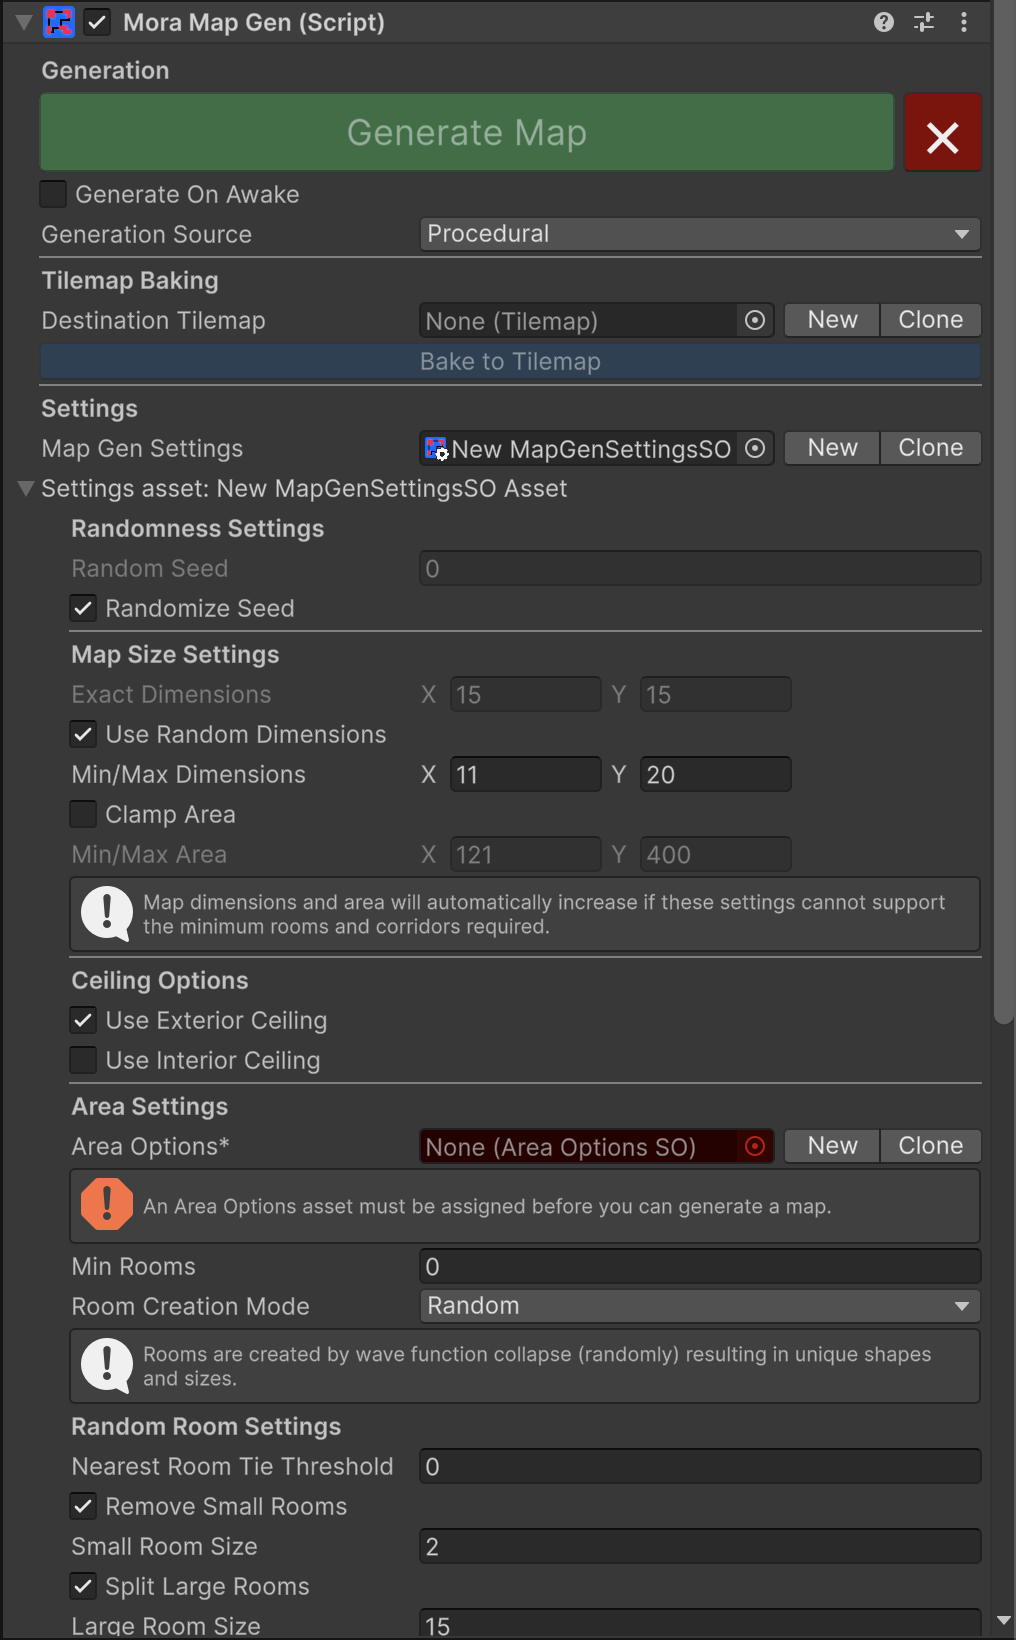 Mora Map Gen (Script)
Generation
Generate Map
Generate On Awake
Generation Source Procedural
Tilemap Baking
Destination Tilemap None (Tilemap) New Clone
Bake to Tilemap
Settings
Map Gen Settings New MapGenSettingsSO New Clone
Settings asset: New MapGenSettingsSO Asset
Randomness Settings
Random Seed 0
Randomize Seed
Map Size Settings
Exact Dimensions X 15 Y 15
Use Random Dimensions
Min/Max Dimensions X 11 Y 20
Clamp Area
Min/Max Area X 121 Y 400
Map dimensions and area will automatically increase if these settings cannot support
the minimum rooms and corridors required.
Ceiling Options
Use Exterior Ceiling
Use Interior Ceiling
Area Settings
Area Options* None (Area Options SO) New Clone
An Area Options asset must be assigned before you can generate a map.
Min Rooms 0
Room Creation Mode Random
Rooms are created by wave function collapse (randomly) resulting in unique shapes
and sizes.
Random Room Settings
Nearest Room Tie Threshold 0
Remove Small Rooms
Small Room Size 2
Split Large Rooms
Large Room Size 15